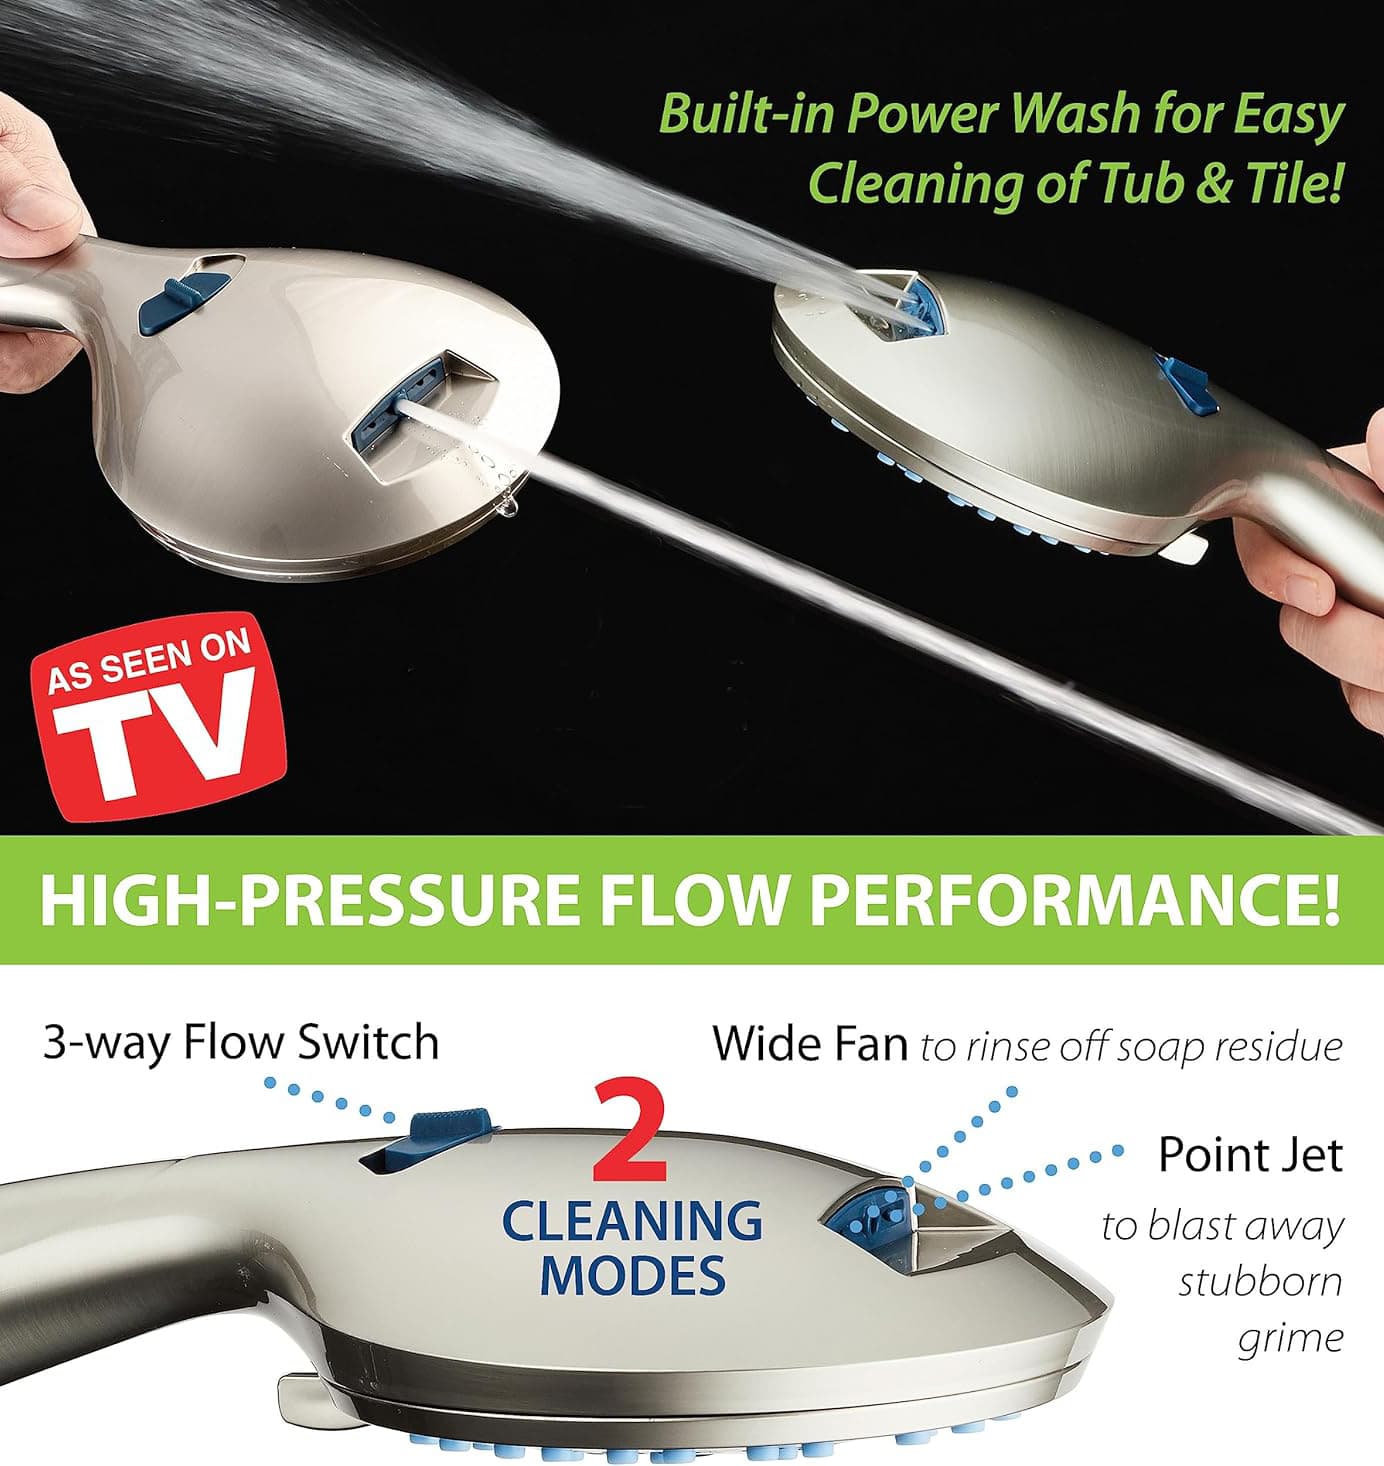 Built-in Power Wash for Easy
Cleaning of Tub & Tile!
AS SEEN ON
TV
HIGH-PRESSURE FLOW PERFORMANCE!
3-way Flow Switch
Wide Fan to rinse off soap residue
2
CLEANING
MODES
Point Jet
to blast away
stubborn
grime